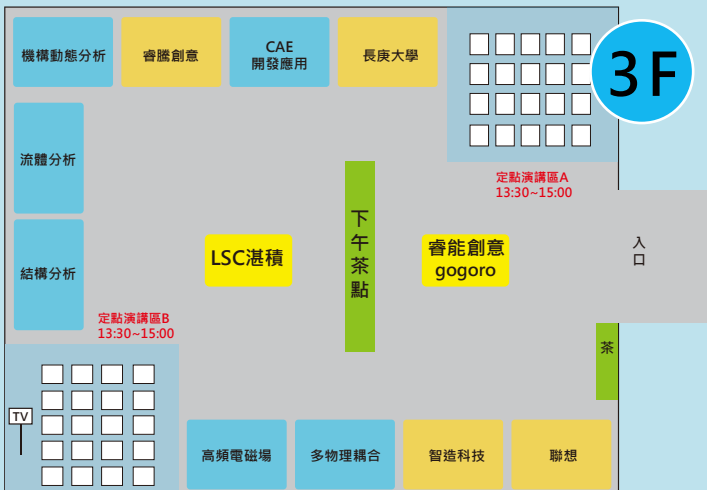 機構動態分析
睿騰創意
CAE
開發應用
長庚大學
3F
流體分析
定點演講區A
13:30~15:00
下午茶點
入口
LSC湛積
睿能創意
gogoro
結構分析
定點演講區B
13:30~15:00
茶
TV
高頻電磁場
多物理耦合
智造科技
聯想